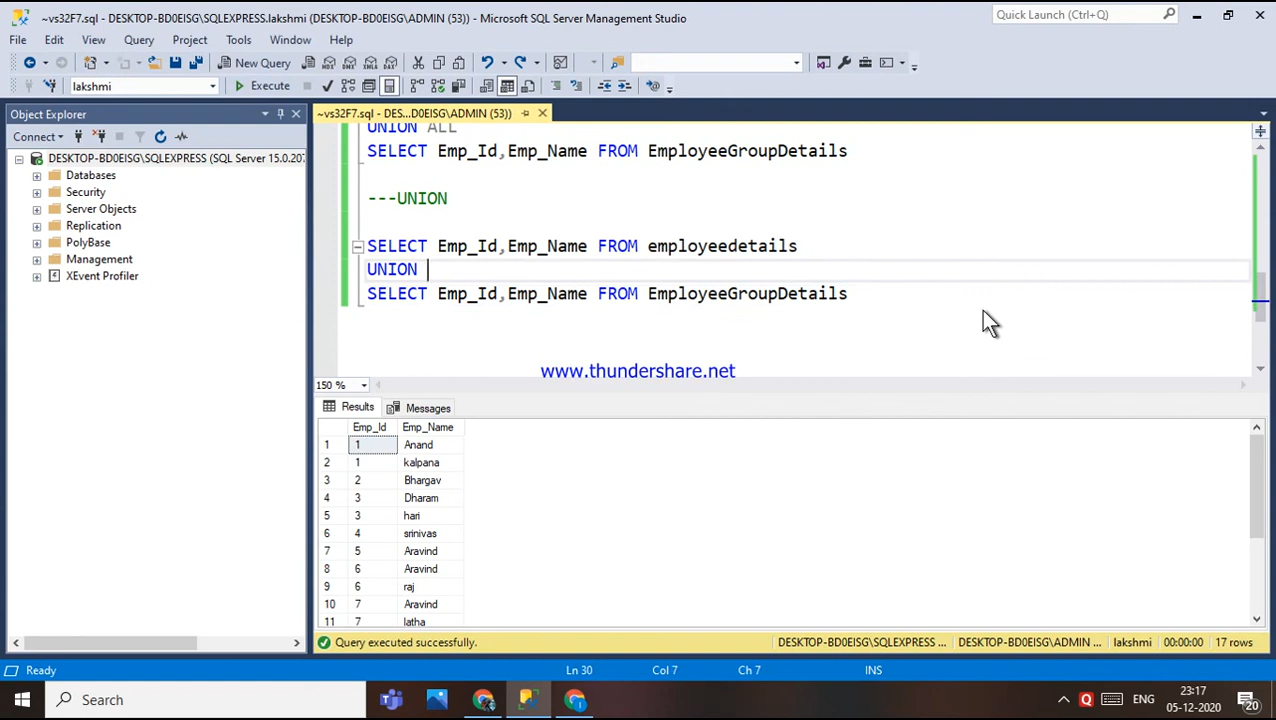 ~vs32F7.sql - DESKTOP-BD0EISG\SQLEXPRESS.lakshmi (DESKTOP-BD0EISG\ADMIN (53)) - Microsoft SQL Server Management Studio
Quick Launch (Ctrl+Q)
File Edit View Query Project Tools Window Help
New Query MDX DMX XMLA DAX
lakshmi Execute
Object Explorer
~vs32F7.sql - DES...D0EISG\ADMIN (53))
Connect
DESKTOP-BD0EISG\SQLEXPRESS (SQL Server 15.0.207
Databases
Security
Server Objects
Replication
PolyBase
Management
XEvent Profiler
UNION ALL
SELECT Emp_Id,Emp_Name FROM EmployeeGroupDetails
---UNION
SELECT Emp_Id,Emp_Name FROM employeedetails
UNION
SELECT Emp_Id,Emp_Name FROM EmployeeGroupDetails
www.thundershare.net
150 %
Results Messages
Emp_Id Emp_Name
1 1 Anand
2 1 kalpana
3 2 Bhargav
4 3 Dharam
5 3 hari
6 4 srinivas
7 5 Aravind
8 6 Aravind
9 6 raj
10 7 Aravind
11 7 latha
Query executed successfully. DESKTOP-BD0EISG\SQLEXPRESS ... DESKTOP-BD0EISG\ADMIN ... lakshmi 00:00:00 17 rows
Ready Ln 30 Col 7 Ch 7 INS
Search ENG 23:17
05-12-2020 20